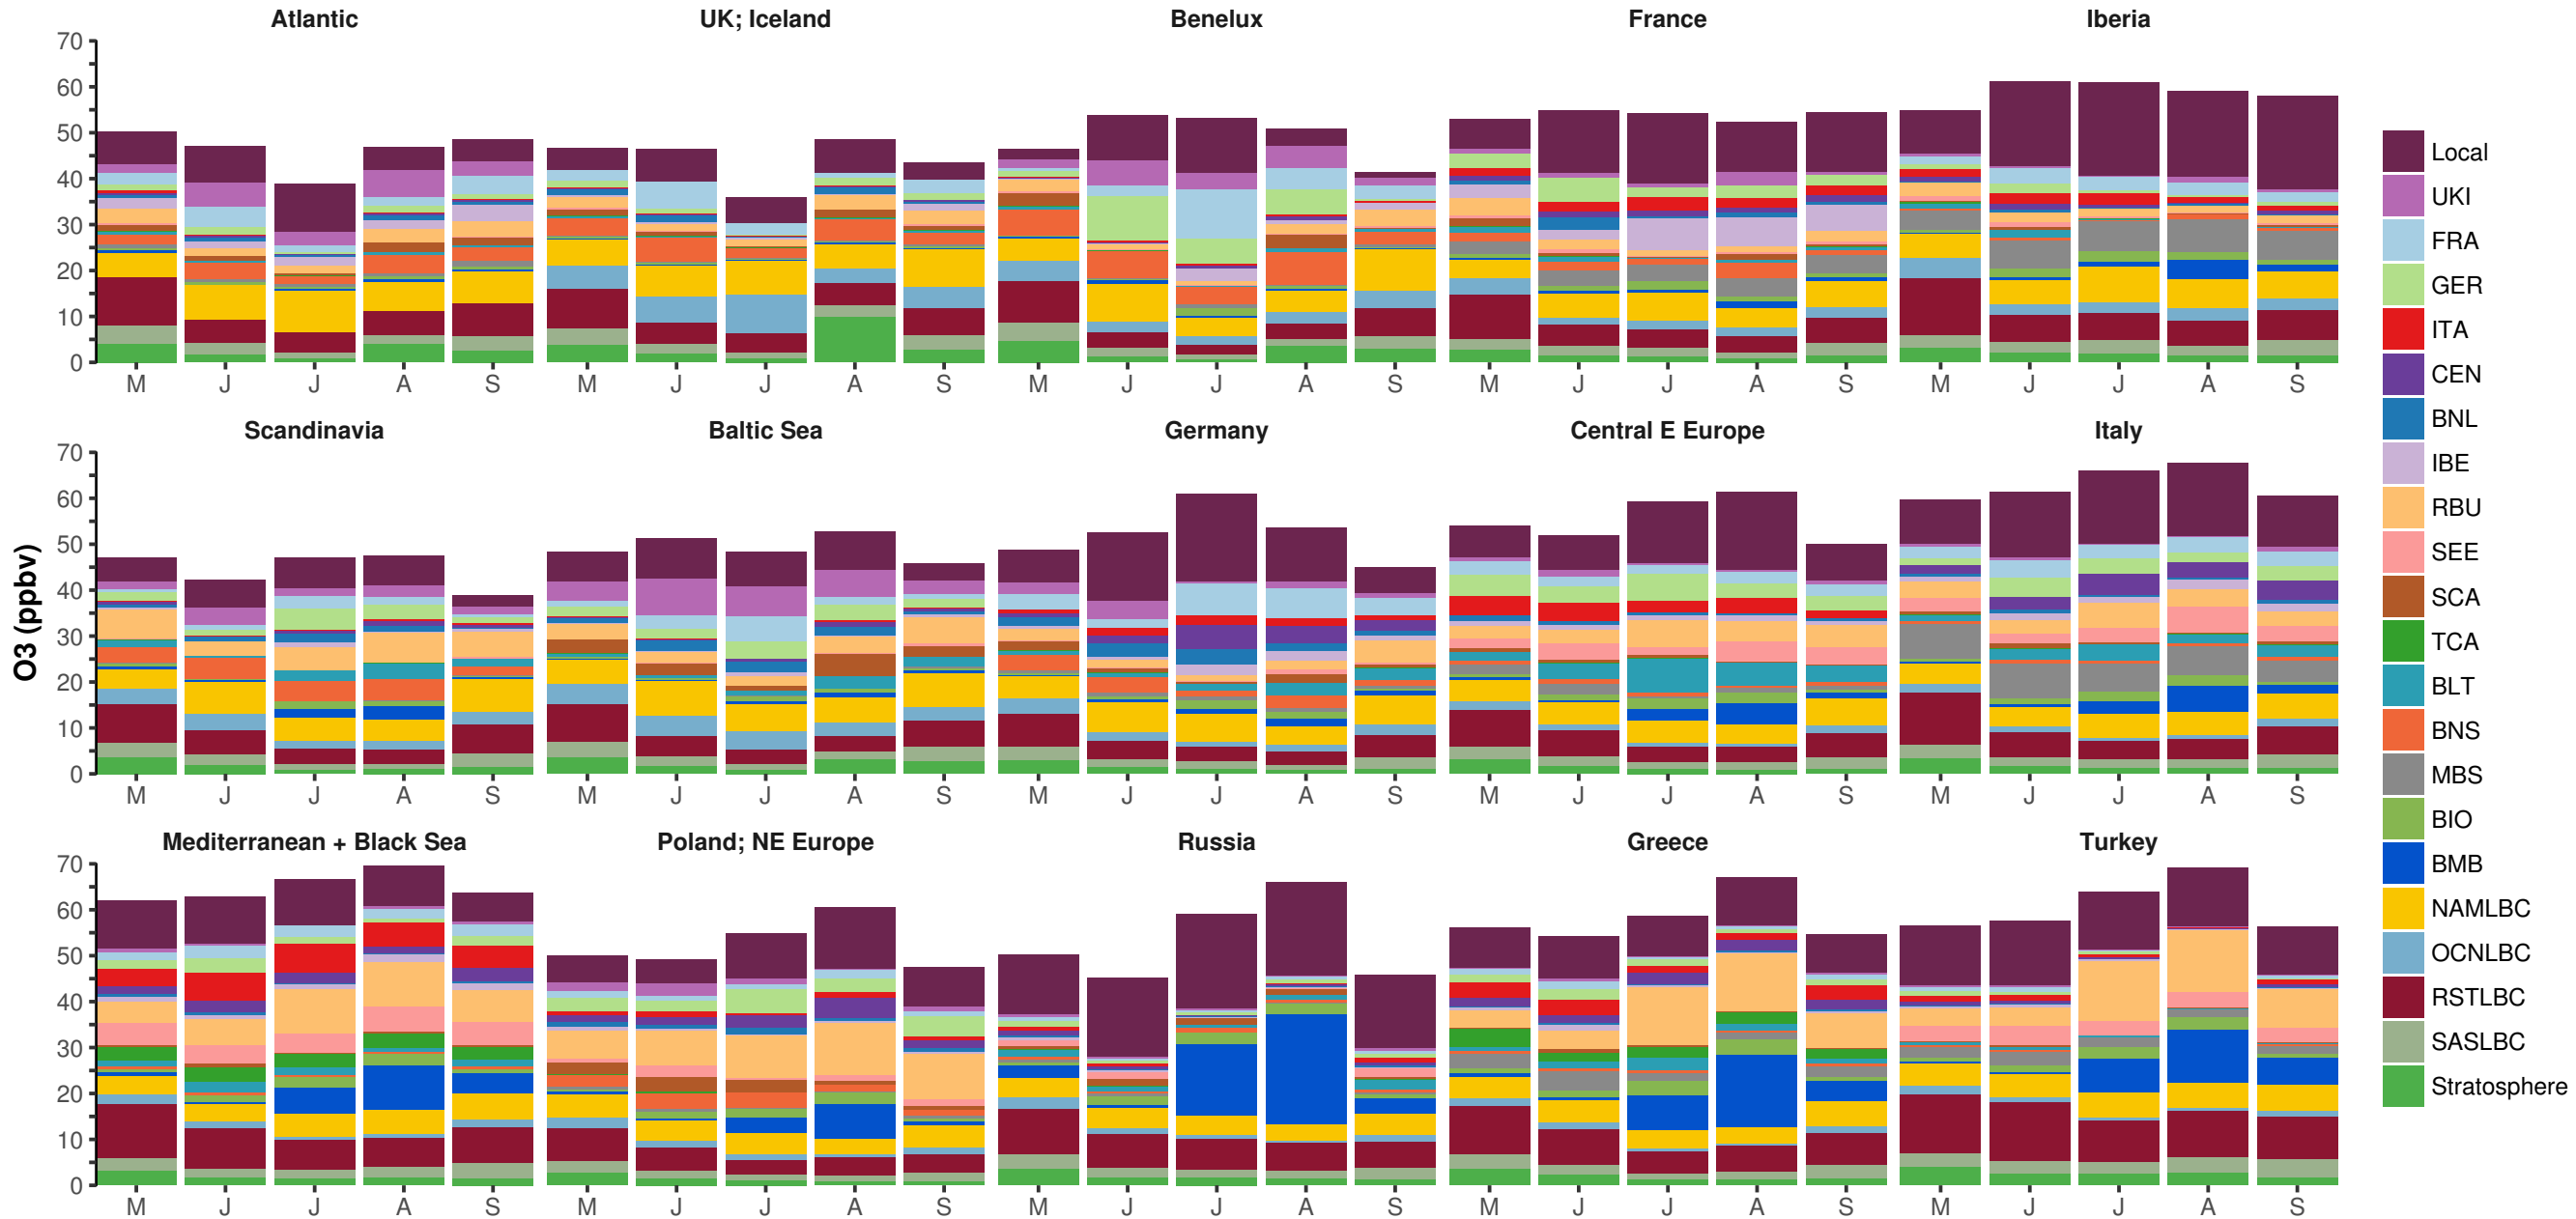 Atlantic UK; Iceland Benelux France Iberia
70
60
50
40
30
20
10
0
M J J A S M J J A S M J J A S M J J A S M J J A S
Scandinavia Baltic Sea Germany Central E Europe Italy
70
60
50
40
30
20
10
0
M J J A S M J J A S M J J A S M J J A S M J J A S
Mediterranean + Black Sea Poland; NE Europe Russia Greece Turkey
70
60
50
40
30
20
10
0
M J J A S M J J A S M J J A S M J J A S M J J A S
O3 (ppbv)
Local
UKI
FRA
GER
ITA
CEN
BNL
IBE
RBU
SEE
SCA
TCA
BLT
BNS
MBS
BIO
BMB
NAMLBC
OCNLBC
RSTLBC
SASLBC
Stratosphere